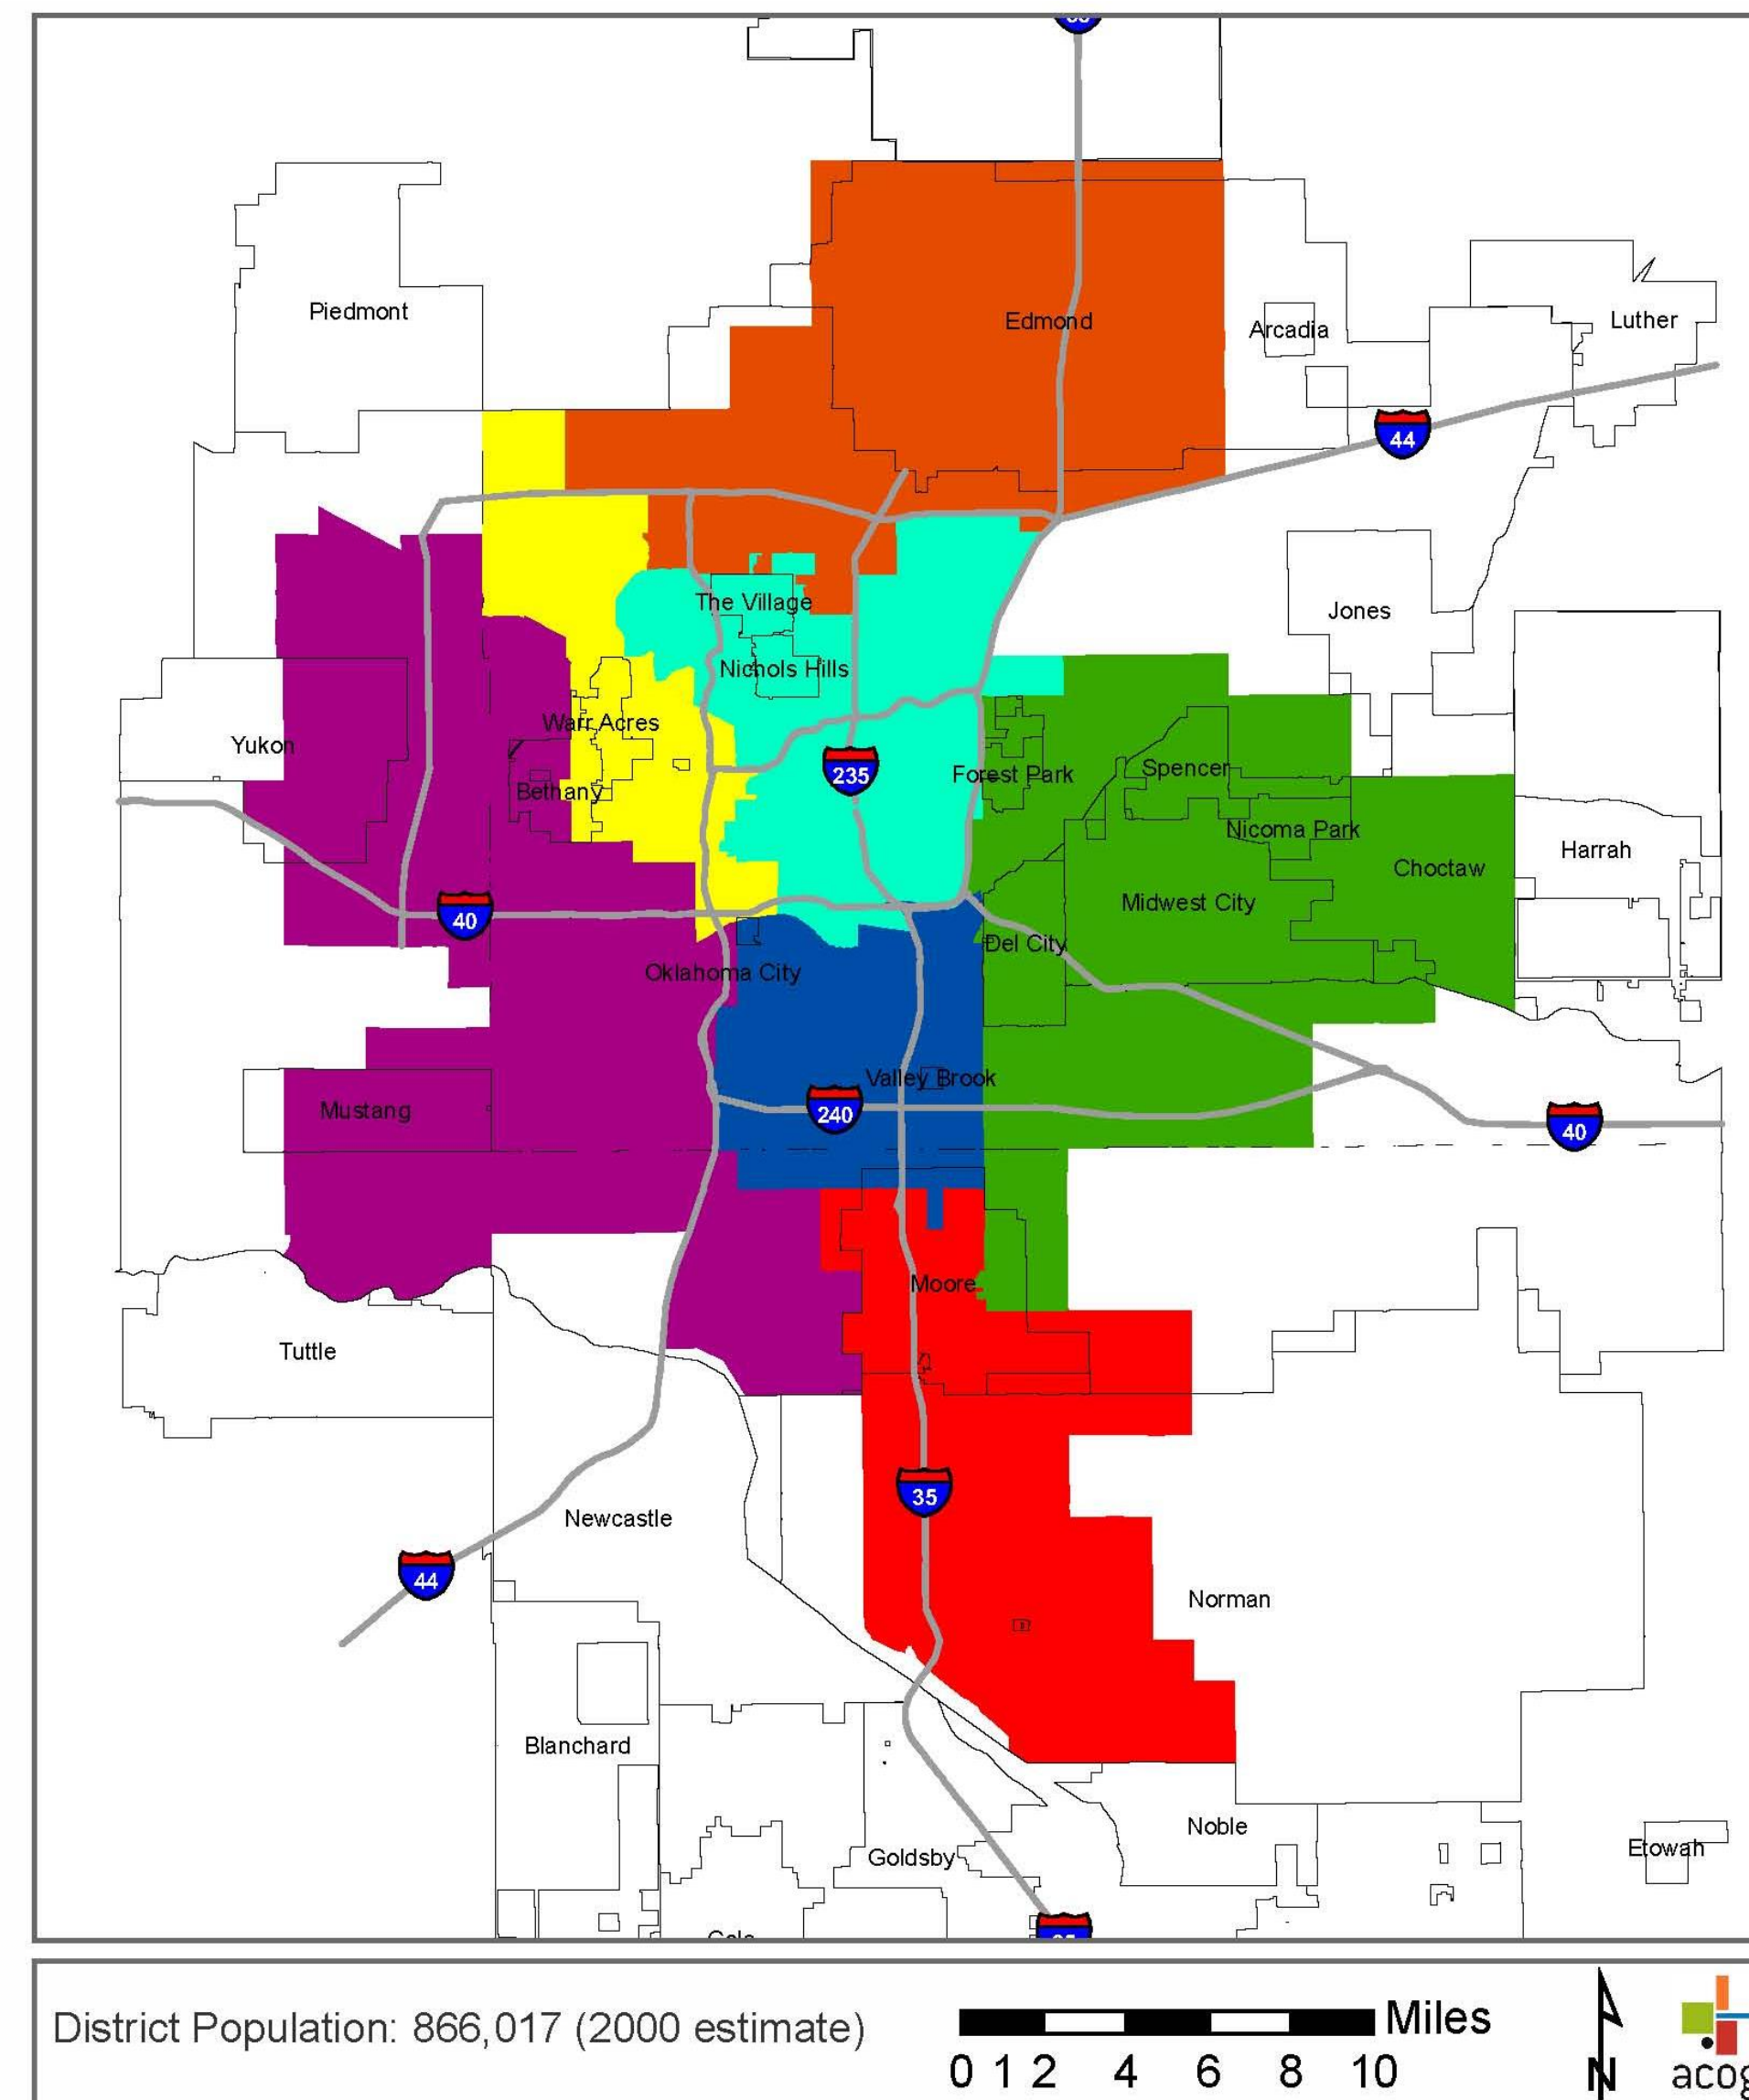 Piedmont
Edmond
Arcadia
Luther
44
The Village
Jones
Nichols Hills
Warr Acres
Yukon
235
Forest Park
Spencer
Bethany
Nicoma Park
Harrah
Choctaw
Midwest City
40
Del City
Oklahoma City
Valley Brook
Mustang
240
40
Moore
Tuttle
35
Newcastle
44
Norman
Blanchard
Noble
Etowah
Goldsby
District Population: 866,017 (2000 estimate)
Miles
0 1 2 4 6 8 10
N
acog